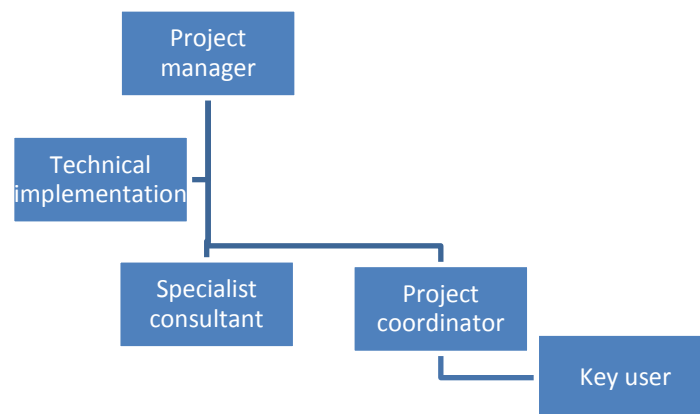 Project
manager
Technical
implementation
Specialist
consultant
Project
coordinator
Key user